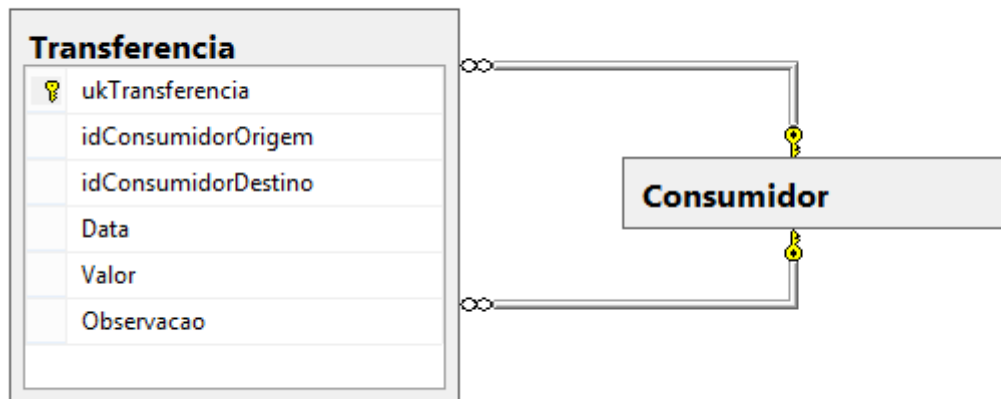 Transferencia
ukTransferencia
idConsumidorOrigem
idConsumidorDestino
Data
Valor
Observacao
Consumidor